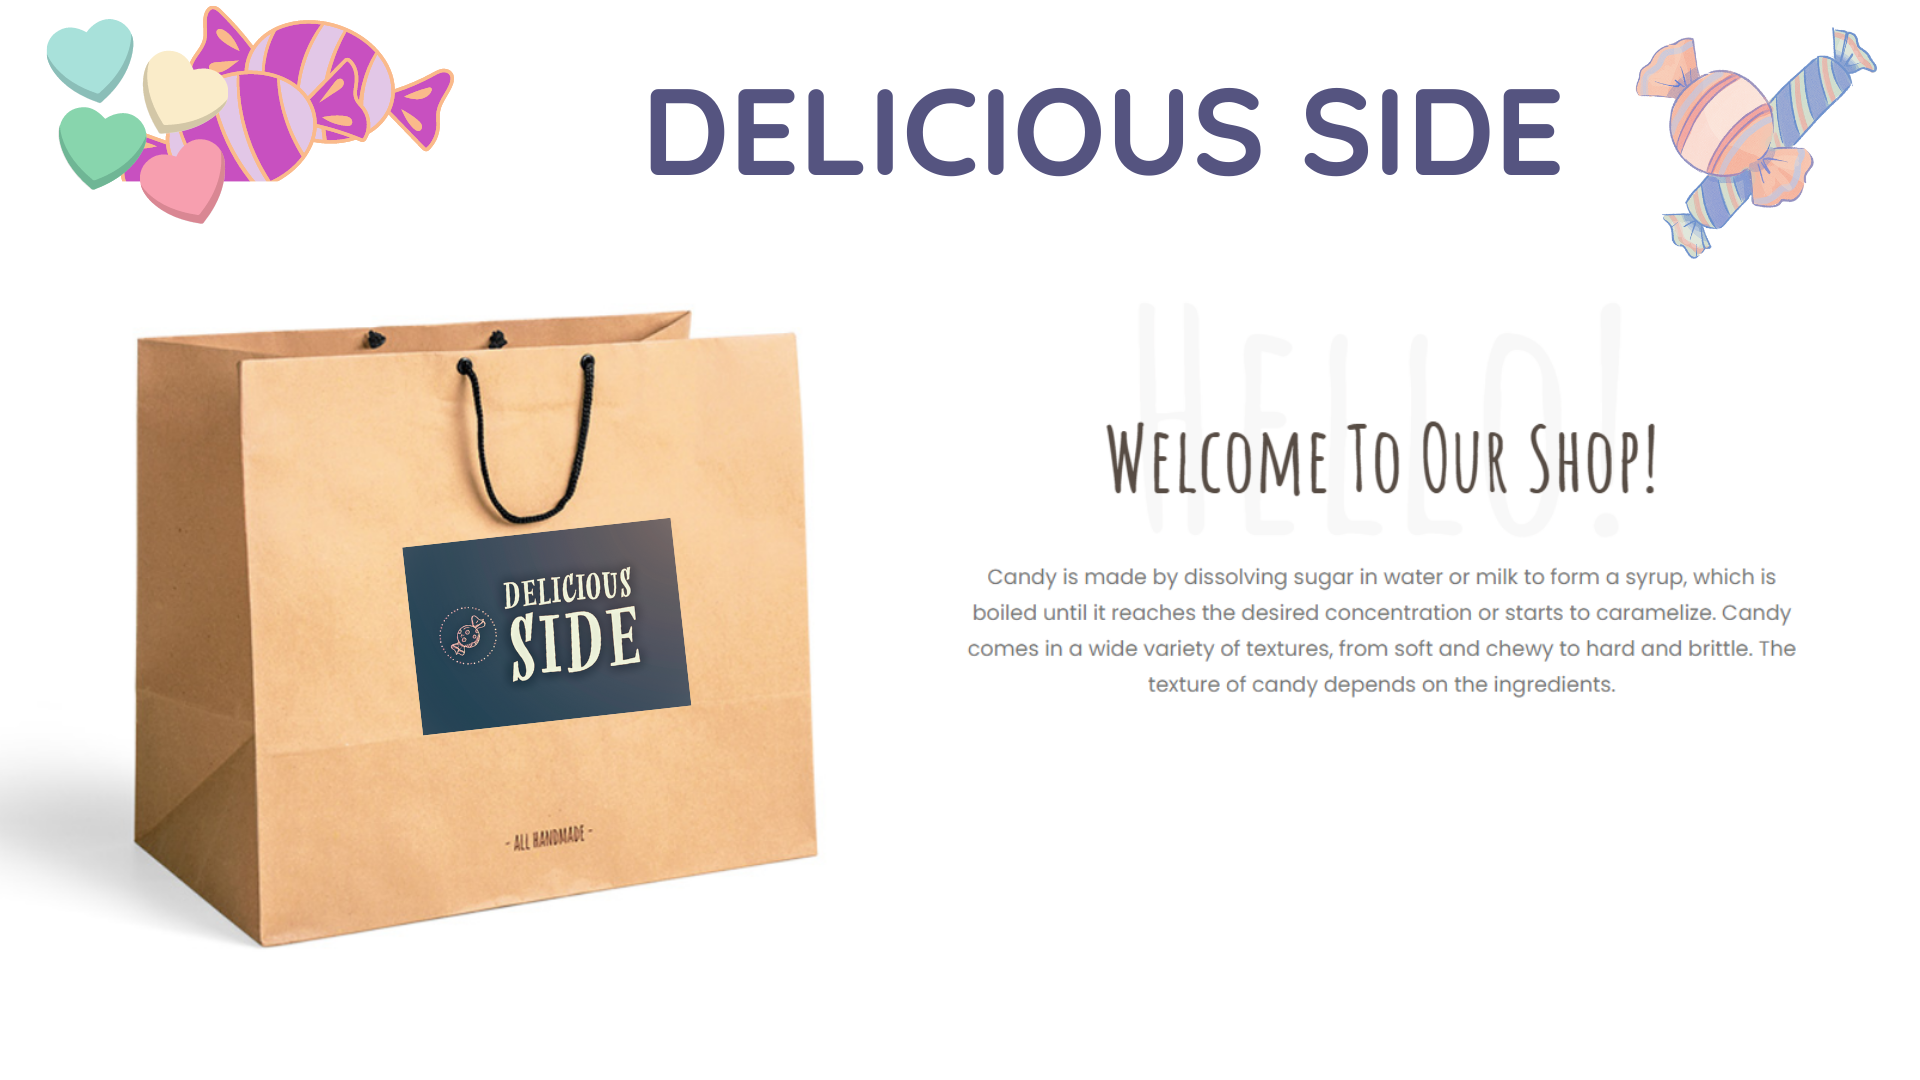 DELICIOUS SIDE
Hello!
Welcome To Our Shop!
Candy is made by dissolving sugar in water or milk to form a syrup, which is
boiled until it reaches the desired concentration or starts to caramelize. Candy
comes in a wide variety of textures, from soft and chewy to hard and brittle. The
texture of candy depends on the ingredients.
DELICIOUS
SIDE
- ALL HANDMADE -